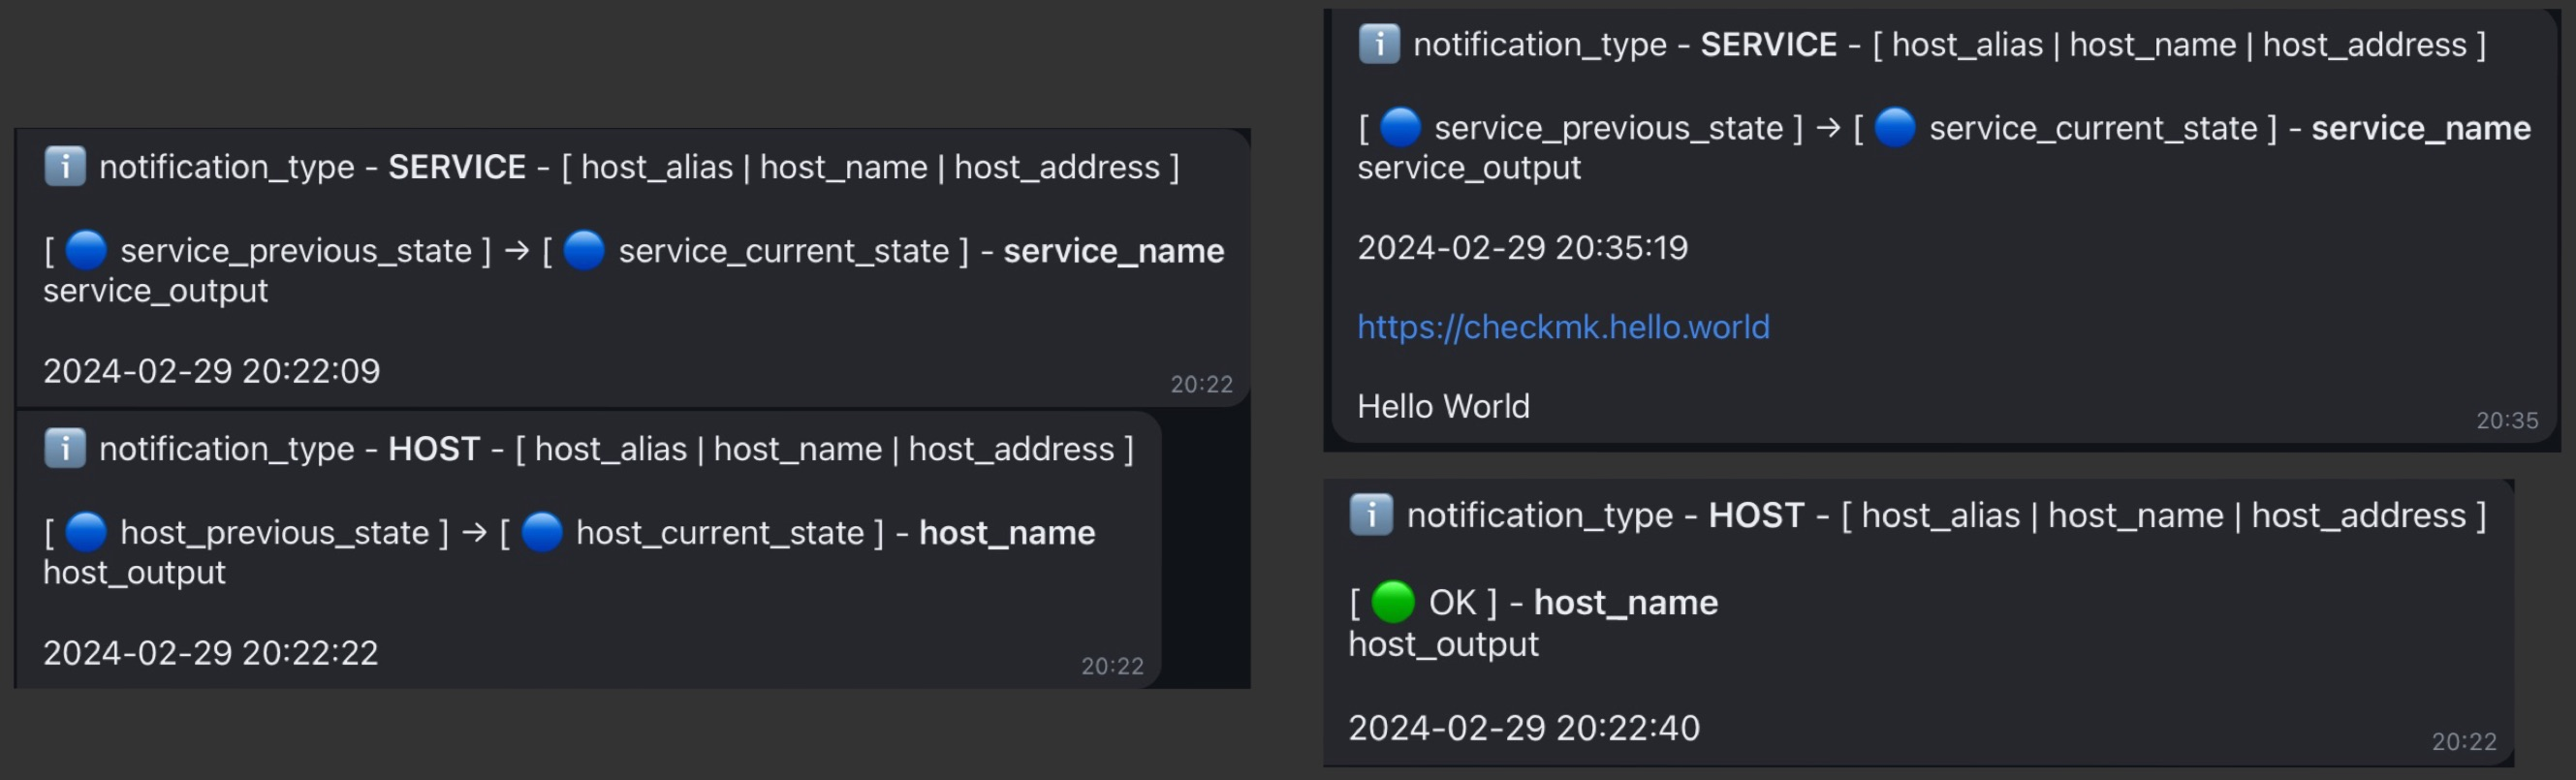 ℹ️ notification_type - SERVICE - [ host_alias | host_name | host_address ]
[ 🔵 service_previous_state ] → [ 🔵 service_current_state ] - service_name
service_output
2024-02-29 20:22:09
20:22
ℹ️ notification_type - HOST - [ host_alias | host_name | host_address ]
[ 🔵 host_previous_state ] → [ 🔵 host_current_state ] - host_name
host_output
2024-02-29 20:22:22
20:22
ℹ️ notification_type - SERVICE - [ host_alias | host_name | host_address ]
[ 🔵 service_previous_state ] → [ 🔵 service_current_state ] - service_name
service_output
2024-02-29 20:35:19
https://checkmk.hello.world
Hello World
20:35
ℹ️ notification_type - HOST - [ host_alias | host_name | host_address ]
[ 🟢 OK ] - host_name
host_output
2024-02-29 20:22:40
20:22